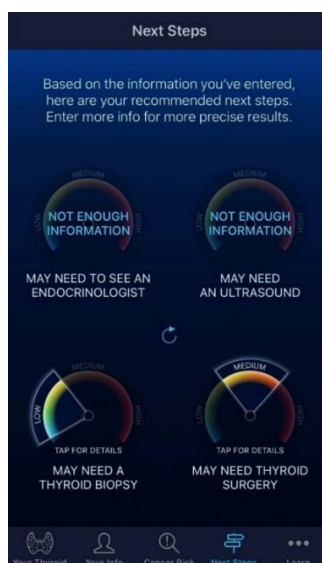 Next Steps
Based on the information you've entered,
here are your recommended next steps.
Enter more info for more precise results.
MEDIUM
LOW
HIGH
NOT ENOUGH
INFORMATION
MAY NEED TO SEE AN
ENDOCRINOLOGIST
MEDIUM
LOW
HIGH
NOT ENOUGH
INFORMATION
MAY NEED
AN ULTRASOUND
MEDIUM
LOW
HIGH
TAP FOR DETAILS
MAY NEED A
THYROID BIOPSY
MEDIUM
LOW
HIGH
TAP FOR DETAILS
MAY NEED THYROID
SURGERY
Your Thyroid
Your Info
Cancer Risk
Next Steps
Learn